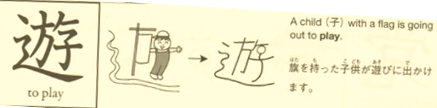 遊
to play
遊
A child (子) with a flag is going
out to play.
旗を持った子供が遊びに出かけ
ます。